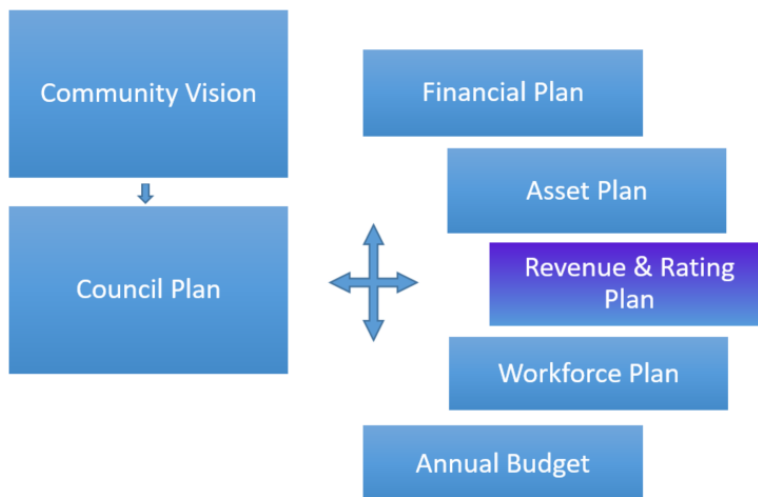 Community Vision
Council Plan
Financial Plan
Asset Plan
Revenue & Rating
Plan
Workforce Plan
Annual Budget